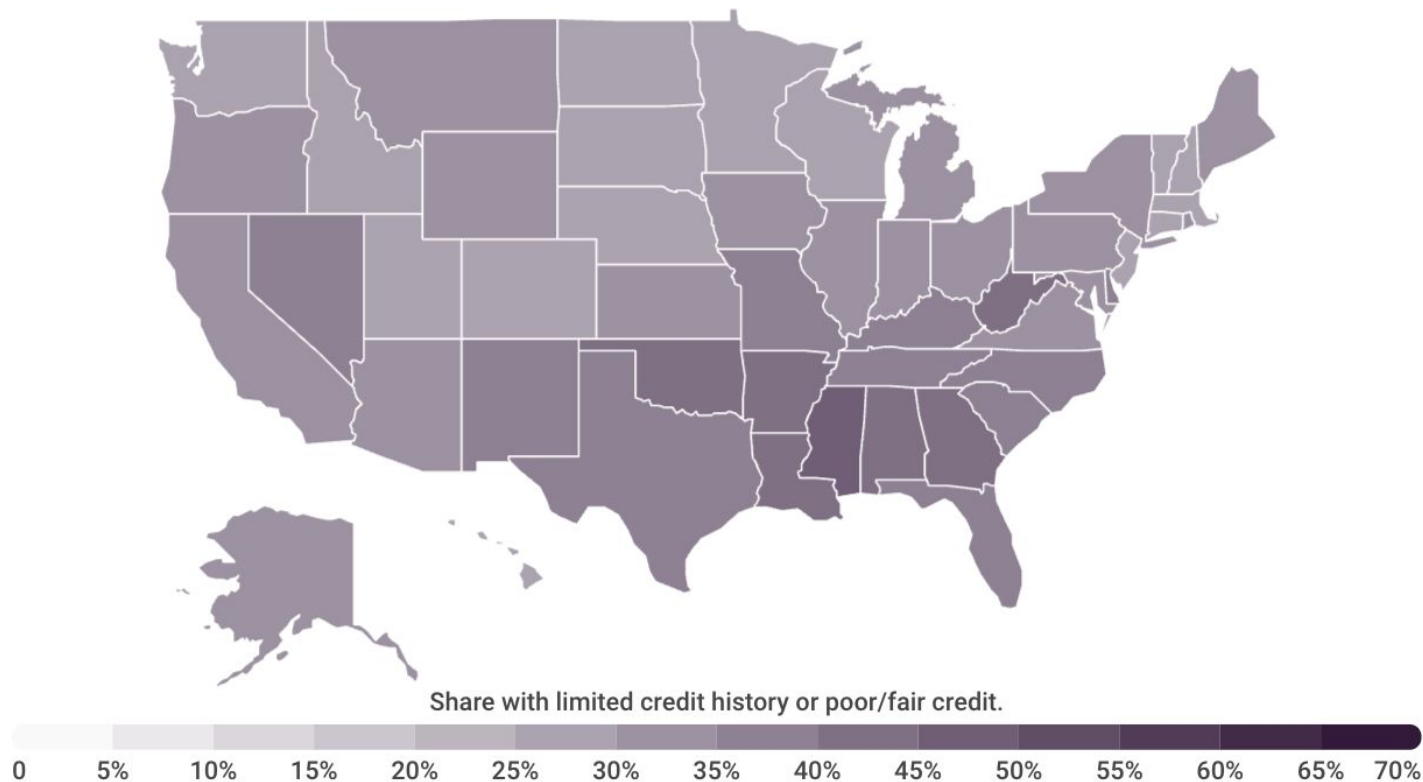 Share with limited credit history or poor/fair credit.
0 5% 10% 15% 20% 25% 30% 35% 40% 45% 50% 55% 60% 65% 70%